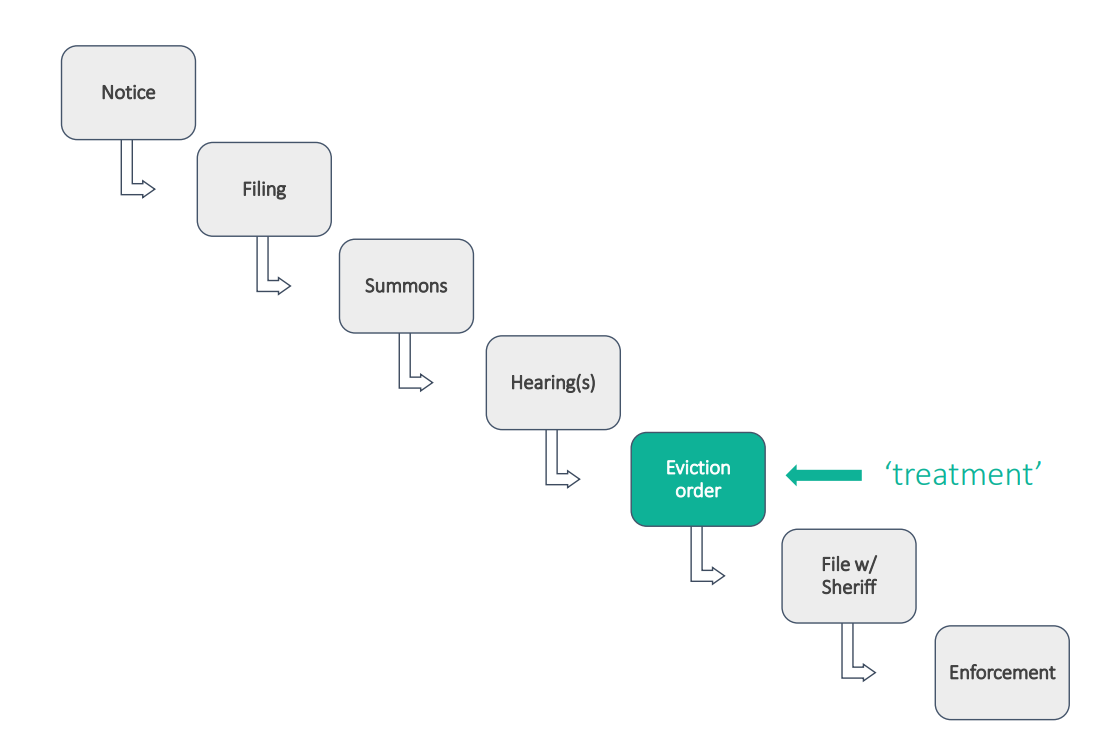 Notice
Filing
Summons
Hearing(s)
Eviction
order
‘treatment’
File w/
Sheriff
Enforcement